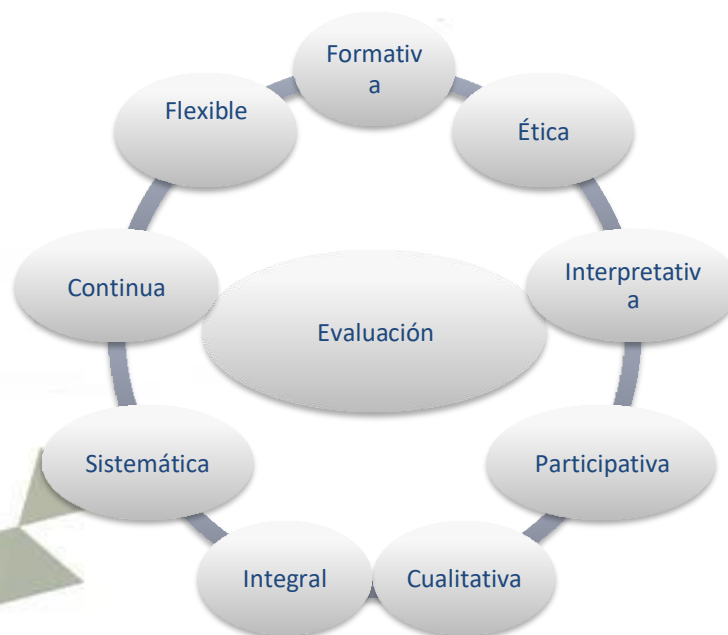 Formativ
a
Flexible
Ética
Continua
Interpretativ
a
Evaluación
Sistemática
Participativa
Integral
Cualitativa